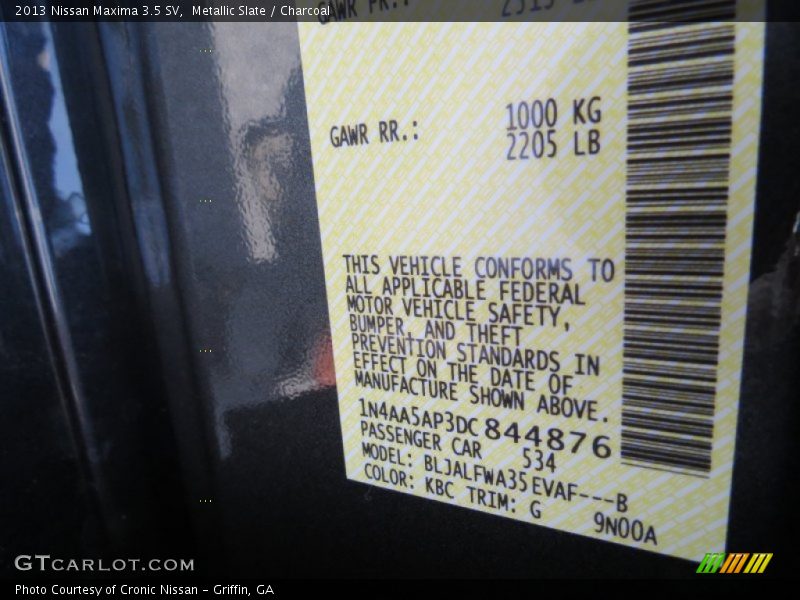 2013 Nissan Maxima 3.5 SV, Metallic Slate / Charcoal
GAWR RR.: 1000 KG
2205 LB
THIS VEHICLE CONFORMS TO
ALL APPLICABLE FEDERAL
MOTOR VEHICLE SAFETY,
BUMPER, AND THEFT
PREVENTION STANDARDS IN
EFFECT ON THE DATE OF
MANUFACTURE SHOWN ABOVE.
1N4AA5AP3DC844876
PASSENGER CAR 534
MODEL: BLJALFWA35EVAF---B
COLOR: KBC TRIM: G 9N00A
GTCARLOT.COM
Photo Courtesy of Cronic Nissan - Griffin, GA